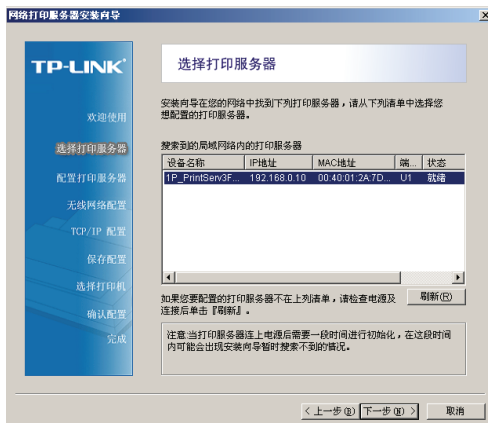 网络打印服务器安装向导
TP-LINK
选择打印服务器
欢迎使用
选择打印服务器
配置打印服务器
无线网络配置
TCP/IP 配置
保存配置
选择打印机
确认配置
完成
安装向导在您的网络中找到下列打印服务器，请从下列清单中选择您
想配置的打印服务器。
搜索到的局域网络内的打印服务器
设备名称 IP地址 MAC地址 端... 状态
1P_PrintServ3F... 192.168.0.10 00:40:01:2A:7D... U1 就绪
如果您要配置的打印服务器不在上列清单，请检查电源及
连接后单击『刷新』。
刷新(R)
注意:当打印服务器连上电源后需要一段时间进行初始化，在这段时间
内可能会出现安装向导暂时搜索不到的情况。
< 上一步(B) 下一步(N) > 取消